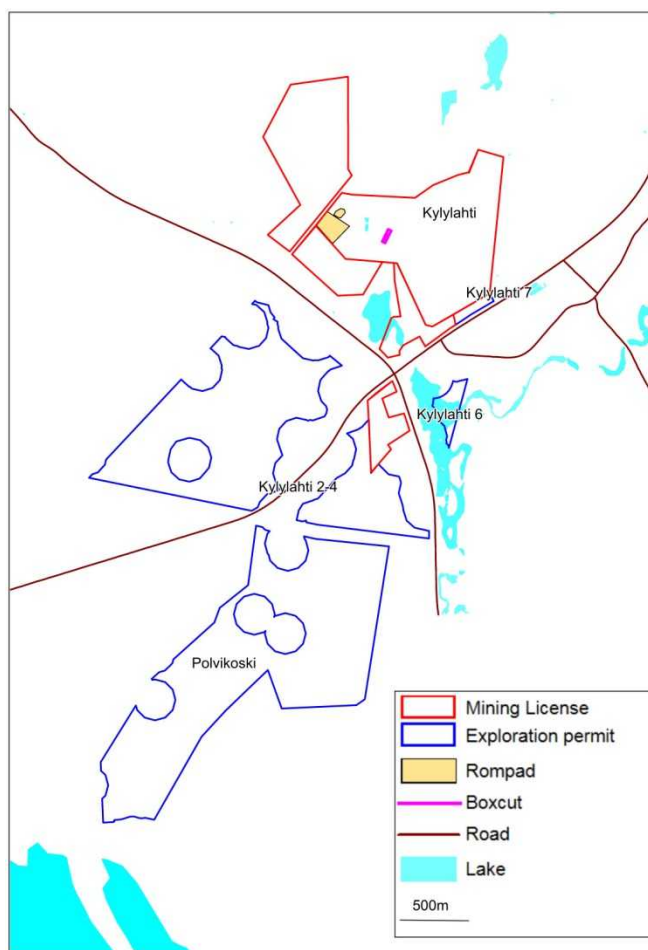 Kylylahti
Kylylahti 7
Kylylahti 6
Kylylahti 2-4
Polvikoski
Mining License
Exploration permit
Rompad
Boxcut
Road
Lake
500m